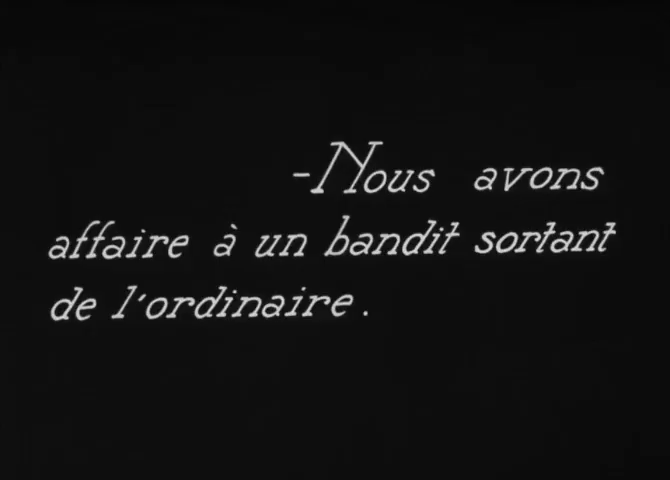 -Nous avons
affaire à un bandit sortant
de l'ordinaire.